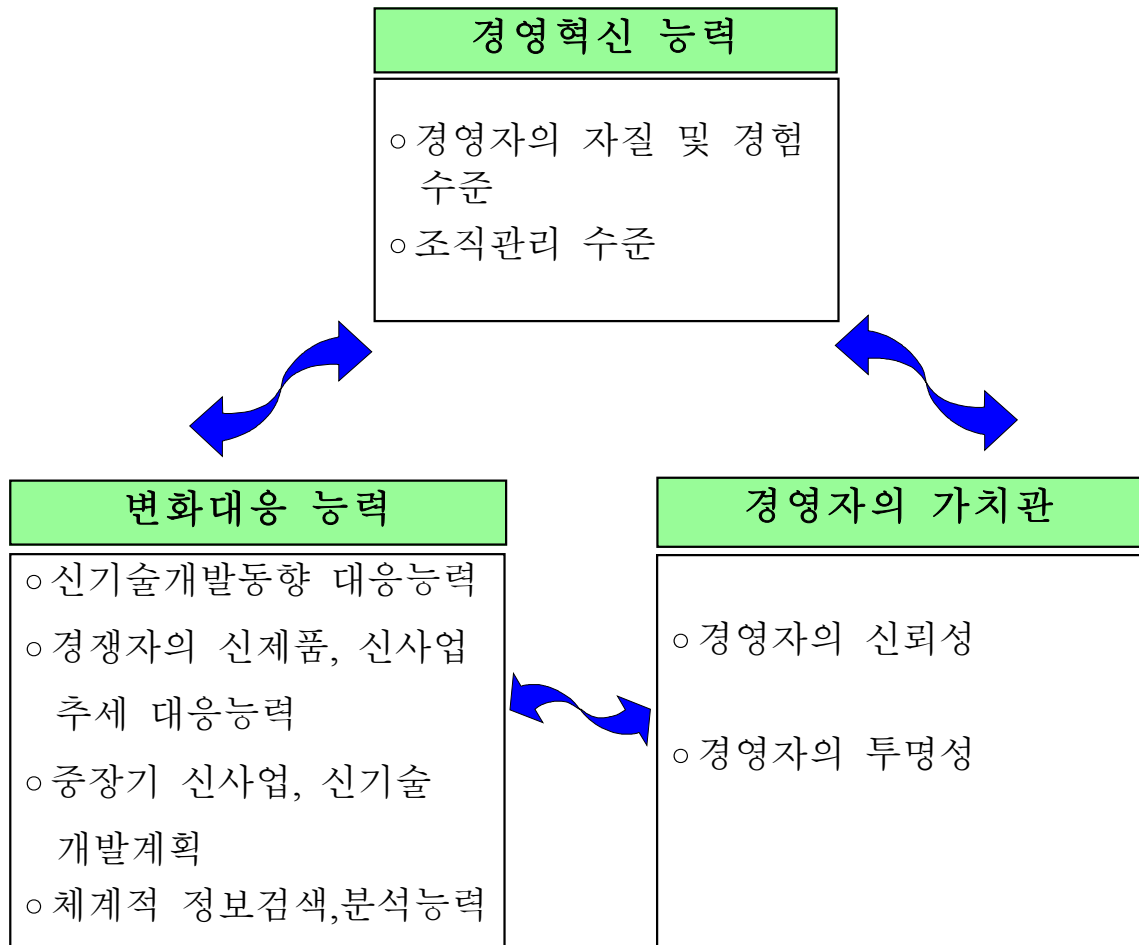 경영혁신 능력
○경영자의 자질 및 경험
수준
○조직관리 수준
변화대응 능력
○신기술개발동향 대응능력
○경쟁자의 신제품, 신사업
추세 대응능력
○중장기 신사업, 신기술
개발계획
○체계적 정보검색,분석능력
경영자의 가치관
○경영자의 신뢰성
○경영자의 투명성